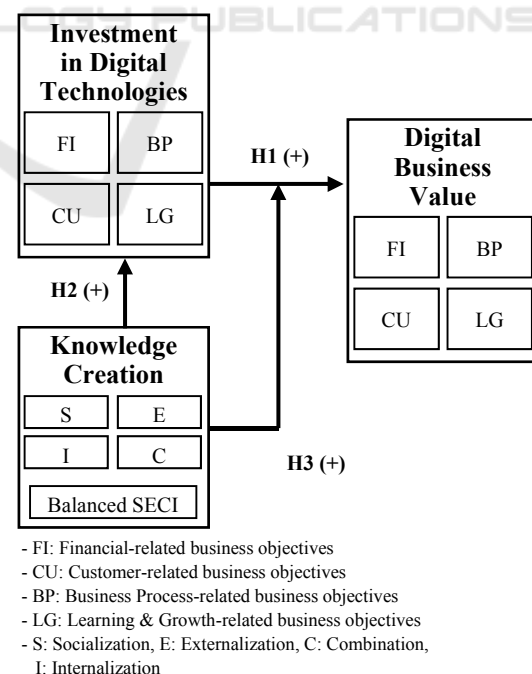 LOGY PUBLICATIONS
Investment
in Digital
Technologies
FI BP
CU LG
H1 (+)
Digital
Business
Value
FI BP
CU LG
H2 (+)
Knowledge
Creation
S E
I C
Balanced SECI
H3 (+)
- FI: Financial-related business objectives
- CU: Customer-related business objectives
- BP: Business Process-related business objectives
- LG: Learning & Growth-related business objectives
- S: Socialization, E: Externalization, C: Combination,
I: Internalization